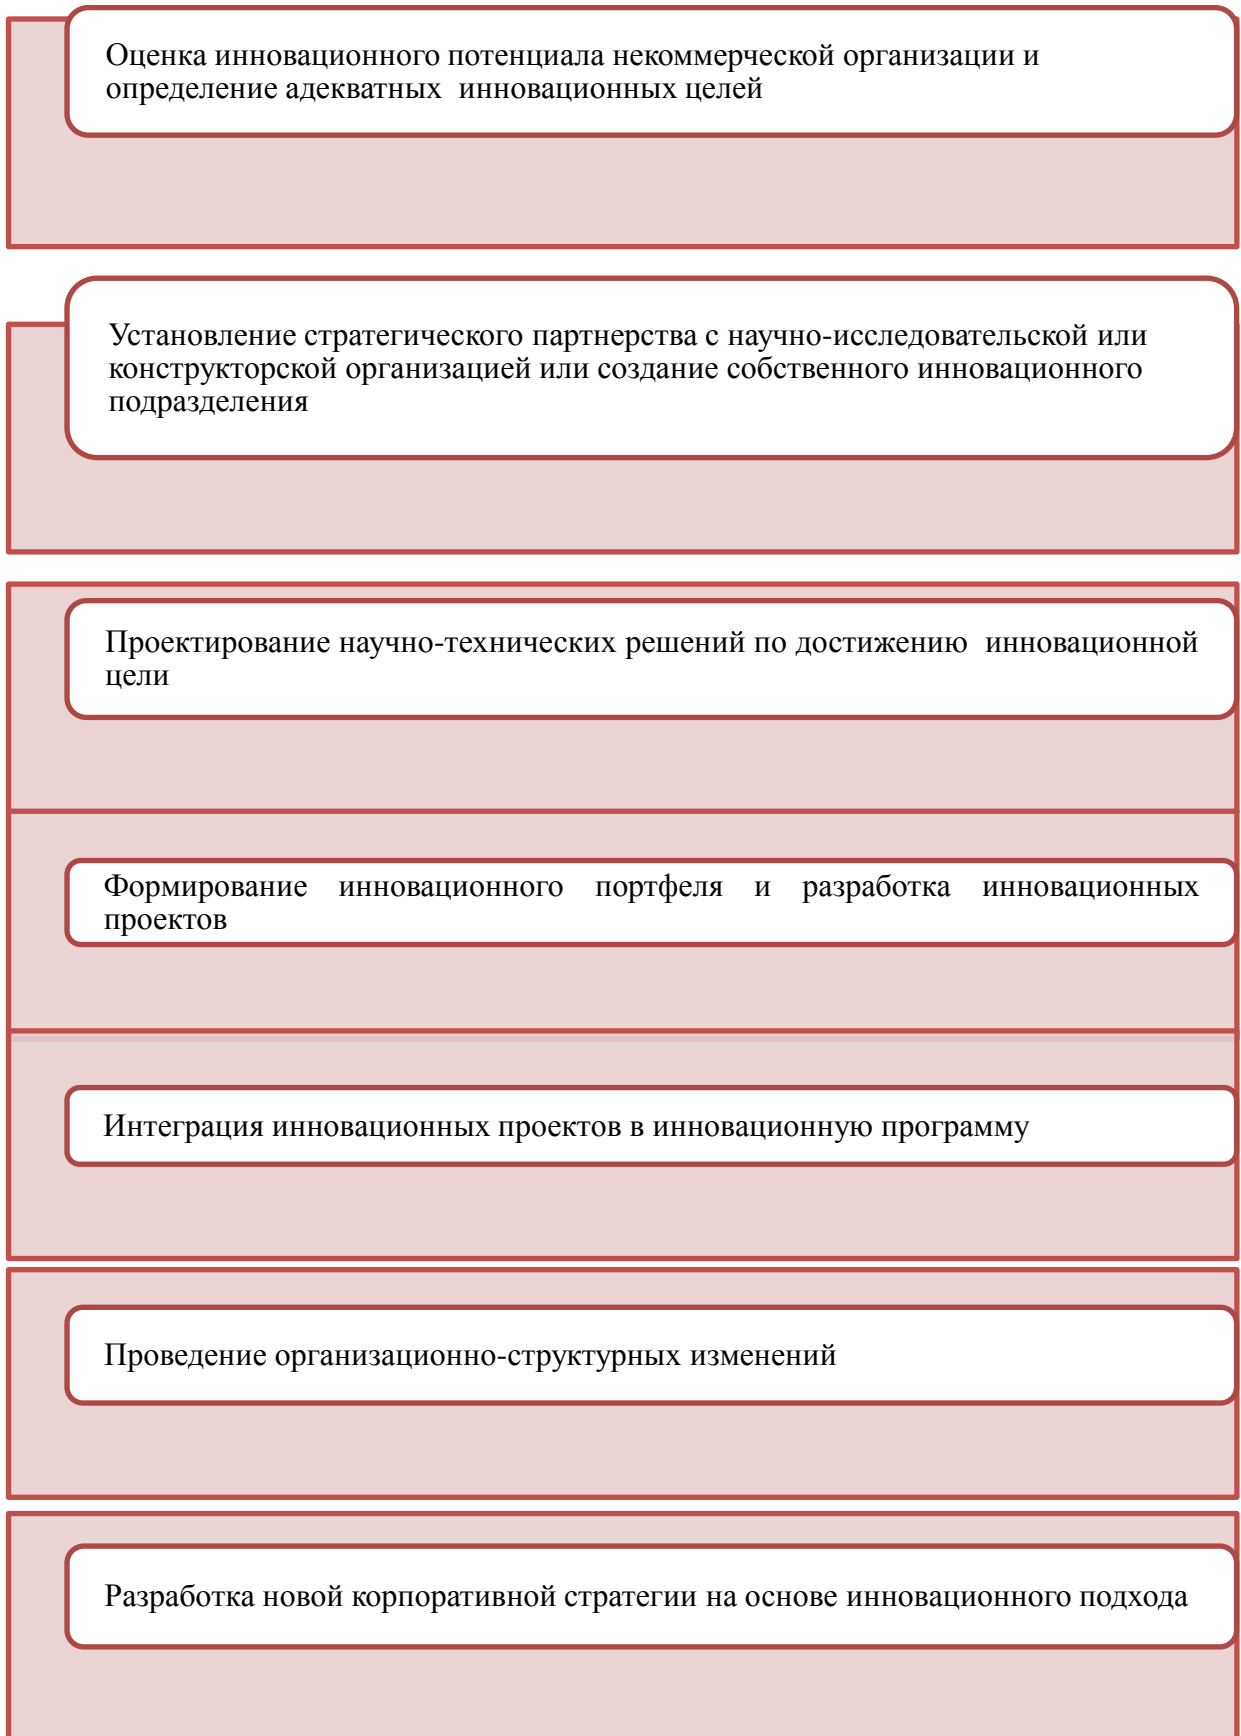 Оценка инновационного потенциала некоммерческой организации и
определение адекватных  инновационных целей
Установление стратегического партнерства с научно-исследовательской или
конструкторской организацией или создание собственного инновационного
подразделения
Проектирование научно-технических решений по достижению  инновационной
цели
Формирование инновационного портфеля и разработка инновационных
проектов
Интеграция инновационных проектов в инновационную программу
Проведение организационно-структурных изменений
Разработка новой корпоративной стратегии на основе инновационного подхода